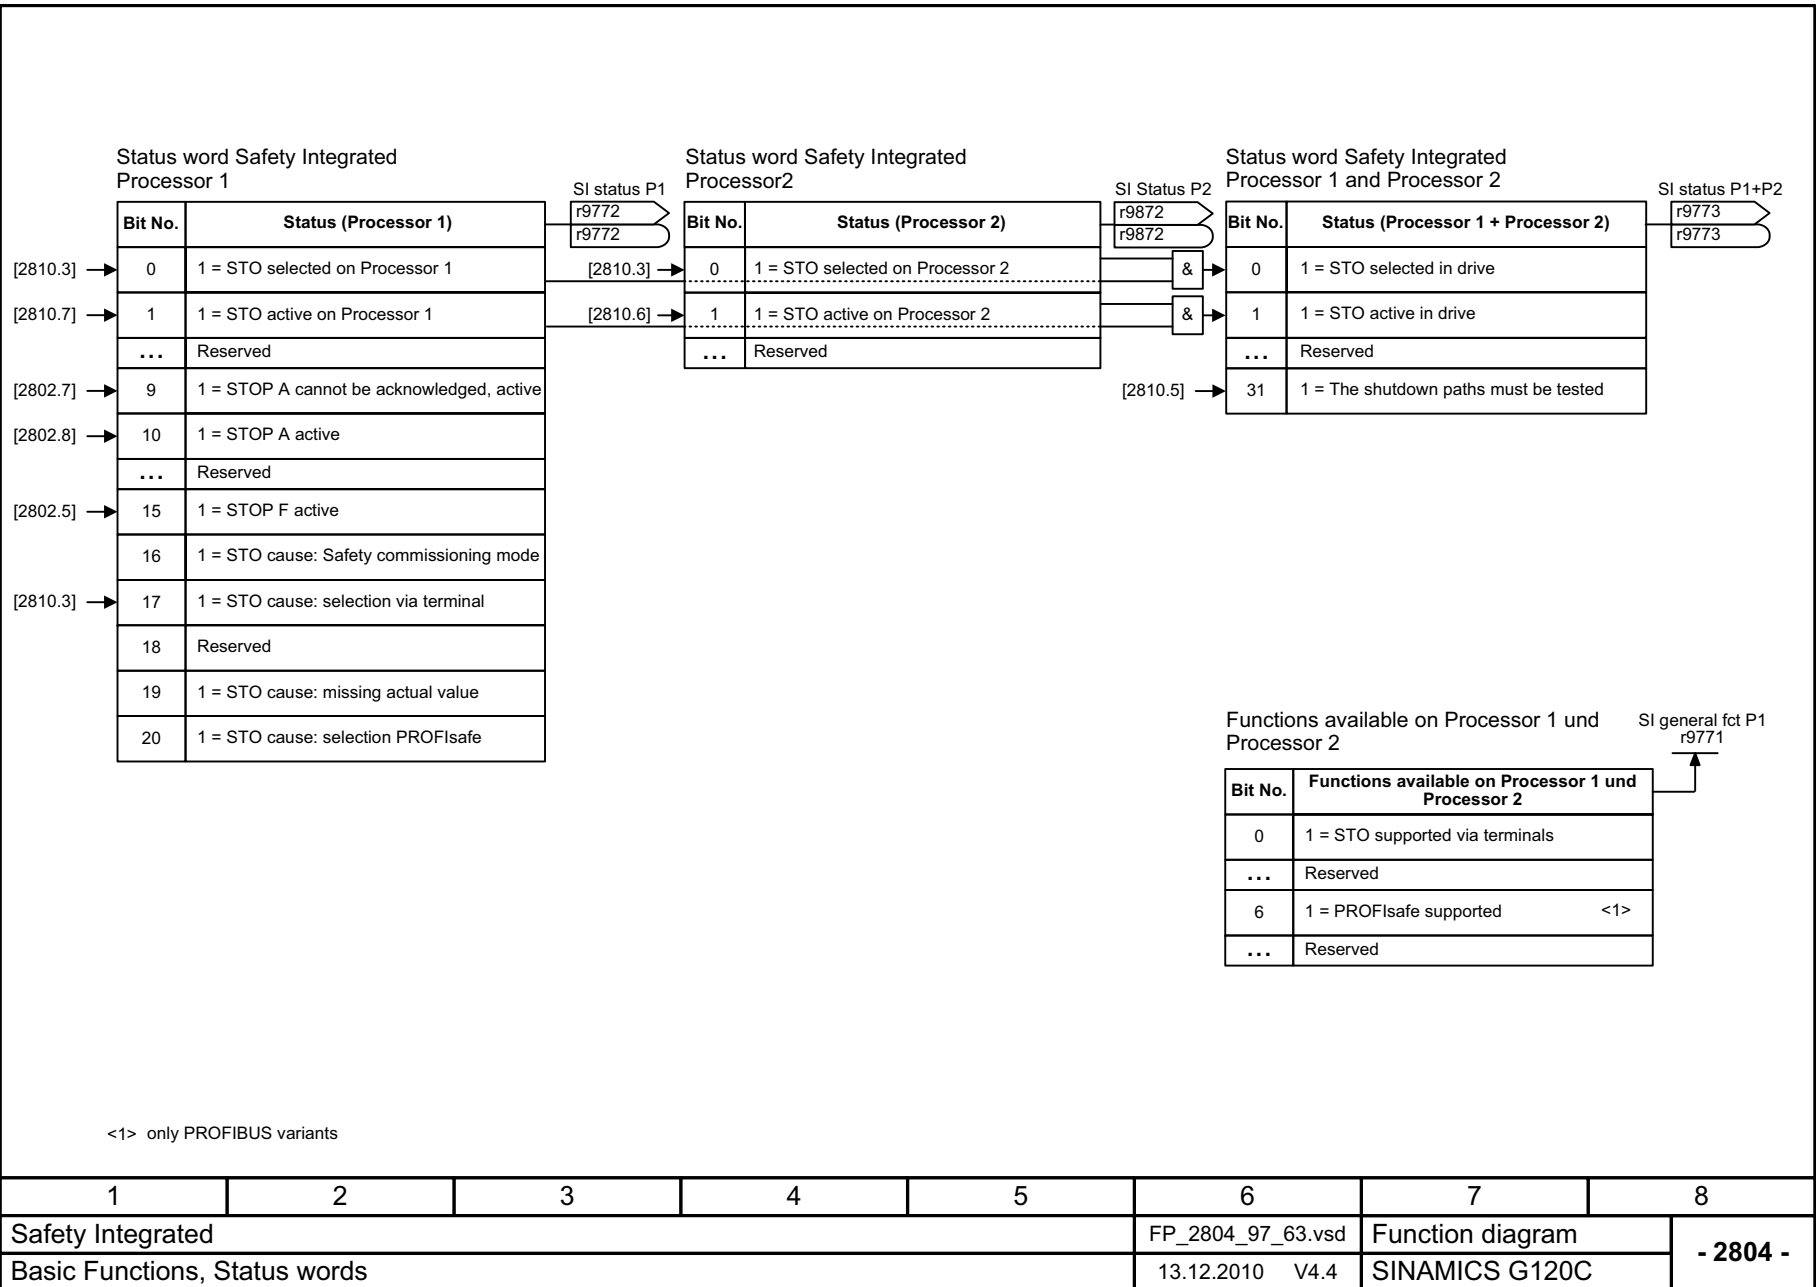 Status word Safety Integrated
Processor 1
SI status P1
r9772
r9772
Bit No. Status (Processor 1)
[2810.3] 0 1 = STO selected on Processor 1
[2810.7] 1 1 = STO active on Processor 1
... Reserved
[2802.7] 9 1 = STOP A cannot be acknowledged, active
[2802.8] 10 1 = STOP A active
... Reserved
[2802.5] 15 1 = STOP F active
16 1 = STO cause: Safety commissioning mode
[2810.3] 17 1 = STO cause: selection via terminal
18 Reserved
19 1 = STO cause: missing actual value
20 1 = STO cause: selection PROFIsafe
Status word Safety Integrated
Processor2
SI Status P2
r9872
r9872
Bit No. Status (Processor 2)
[2810.3] 0 1 = STO selected on Processor 2 &
[2810.6] 1 1 = STO active on Processor 2 &
... Reserved
Status word Safety Integrated
Processor 1 and Processor 2
SI status P1+P2
r9773
r9773
Bit No. Status (Processor 1 + Processor 2)
0 1 = STO selected in drive
1 1 = STO active in drive
... Reserved
[2810.5] 31 1 = The shutdown paths must be tested
Functions available on Processor 1 und
Processor 2
SI general fct P1
r9771
Bit No. Functions available on Processor 1 und
Processor 2
0 1 = STO supported via terminals
... Reserved
6 1 = PROFIsafe supported <1>
... Reserved
<1> only PROFIBUS variants
1 2 3 4 5 6 7 8
Safety Integrated FP_2804_97_63.vsd Function diagram - 2804 -
Basic Functions, Status words 13.12.2010 V4.4 SINAMICS G120C